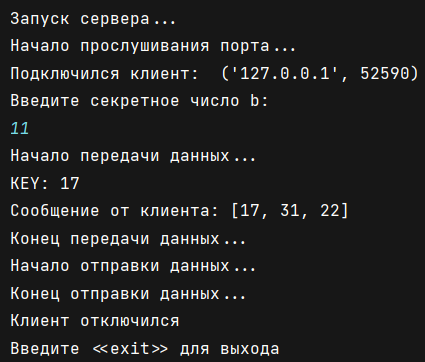 Запуск сервера...
Начало прослушивания порта...
Подключился клиент:  ('127.0.0.1', 52590)
Введите секретное число b:
11
Начало передачи данных...
KEY: 17
Сообщение от клиента: [17, 31, 22]
Конец передачи данных...
Начало отправки данных...
Конец отправки данных...
Клиент отключился
Введите <<exit>> для выхода